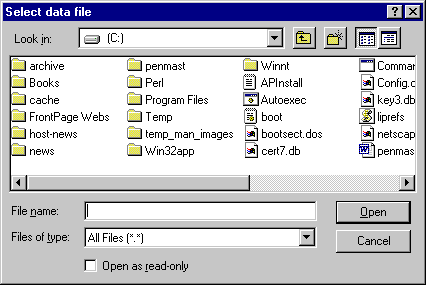 Select data file
Look in: (C:)
archive penmast Winnt Comman
Books Perl APInstall Config.c
cache Program Files Autoexec key3.db
FrontPage Webs Temp boot liprefs
host-news temp_man_images bootsect.dos netscap
news Win32app cert7.db penmas
File name: Open
Files of type: All Files (*.*) Cancel
Open as read-only